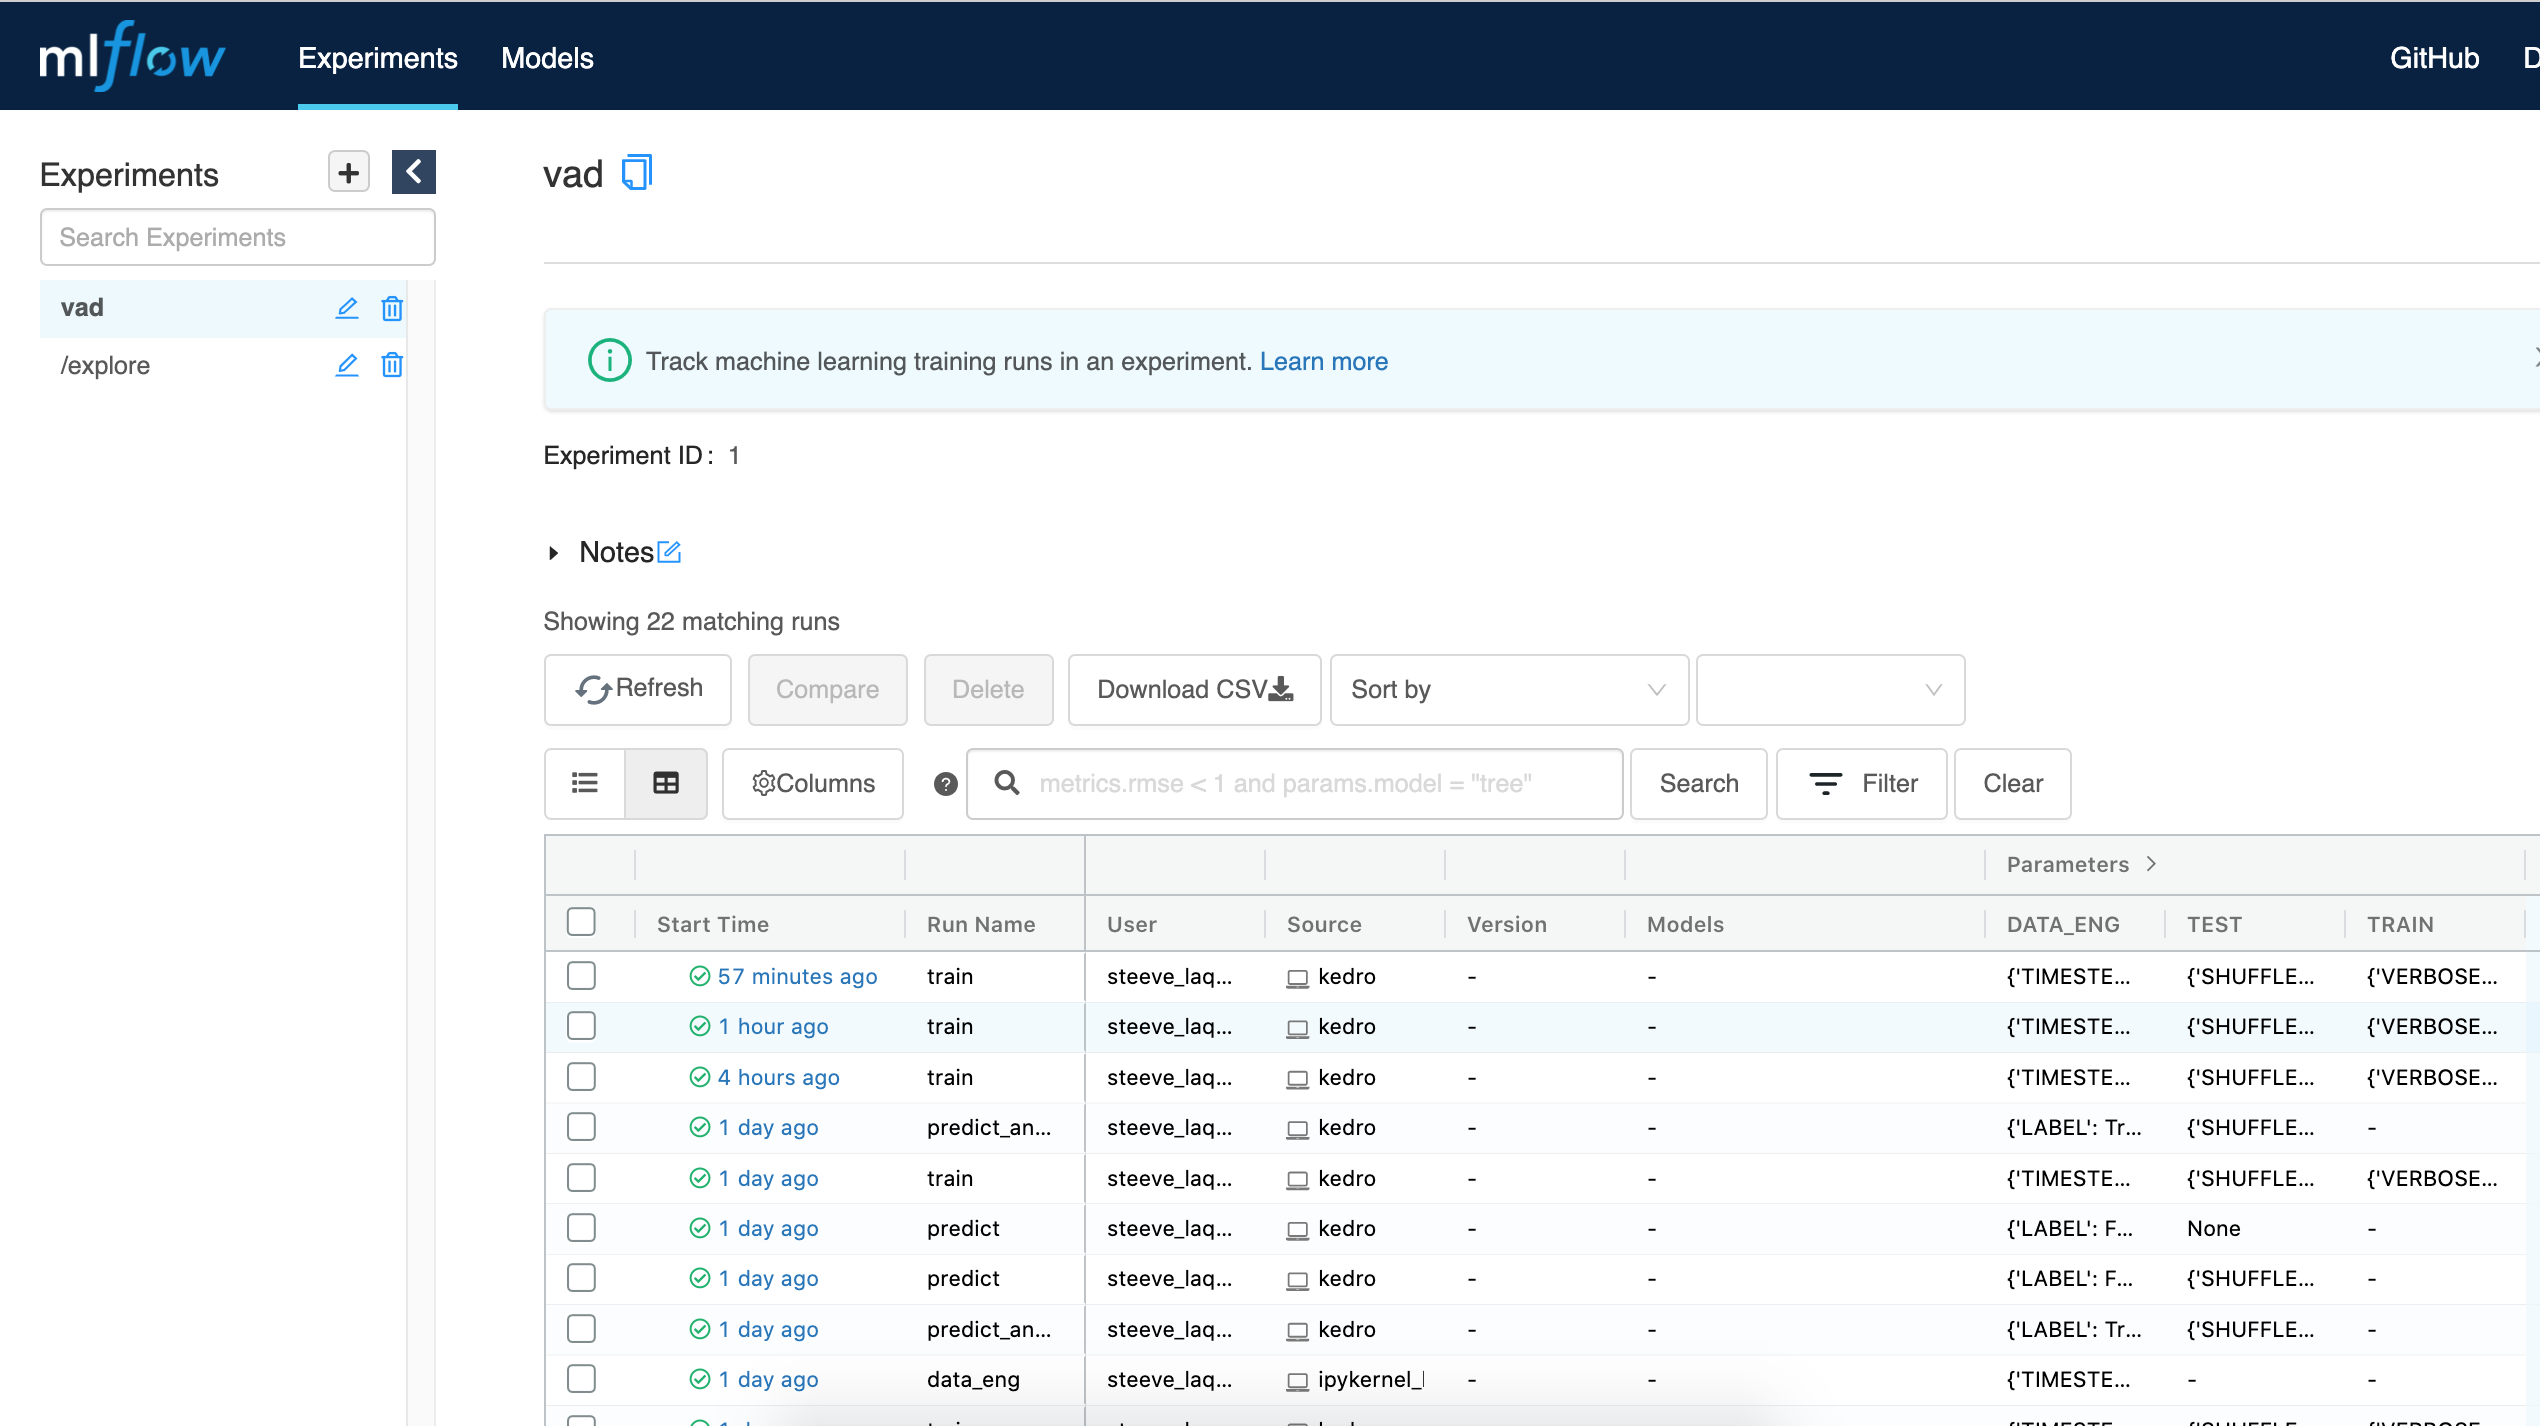 mlflow Experiments Models GitHub D
Experiments
Search Experiments
vad
/explore
vad
Track machine learning training runs in an experiment. Learn more
Experiment ID: 1
Notes
Showing 22 matching runs
Refresh Compare Delete Download CSV Sort by
Columns metrics.rmse < 1 and params.model = "tree" Search Filter Clear
Parameters
Start Time Run Name User Source Version Models DATA_ENG TEST TRAIN
57 minutes ago train steeve_laq... kedro - - {'TIMESTE... {'SHUFFLE... {'VERBOSE...
1 hour ago train steeve_laq... kedro - - {'TIMESTE... {'SHUFFLE... {'VERBOSE...
4 hours ago train steeve_laq... kedro - - {'TIMESTE... {'SHUFFLE... {'VERBOSE...
1 day ago predict_an... steeve_laq... kedro - - {'LABEL': Tr... {'SHUFFLE... -
1 day ago train steeve_laq... kedro - - {'TIMESTE... {'SHUFFLE... {'VERBOSE...
1 day ago predict steeve_laq... kedro - - {'LABEL': F... None -
1 day ago predict steeve_laq... kedro - - {'LABEL': F... {'SHUFFLE... -
1 day ago predict_an... steeve_laq... kedro - - {'LABEL': Tr... {'SHUFFLE... -
1 day ago data_eng steeve_laq... ipykernel_l - - {'TIMESTE... - -